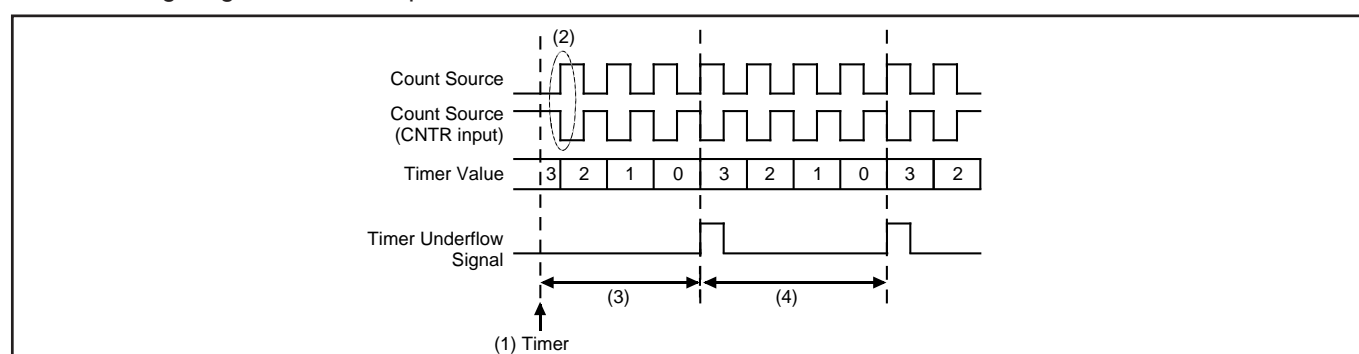 (2)
Count Source
Count Source
(CNTR input)
Timer Value 3 2 1 0 3 2 1 0 3 2
Timer Underflow
Signal
(3) (4)
(1) Timer